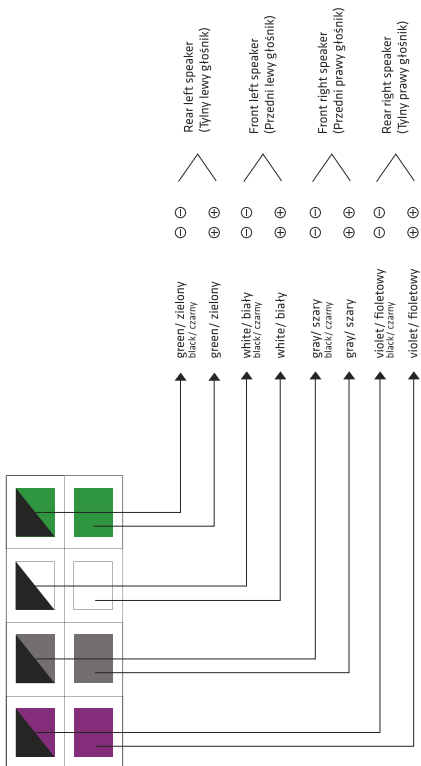 Rear left speaker
(Tylny lewy głośnik)
Front left speaker
(Przedni lewy głośnik)
Front right speaker
(Przedni prawy głośnik)
Rear right speaker
(Tylny prawy głośnik)
green/ zielony
black/ czarny
green/ zielony
white/ biały
black/ czarny
white/ biały
gray/ szary
black/ czarny
gray/ szary
violet/ fioletowy
black/ czarny
violet/ fioletowy